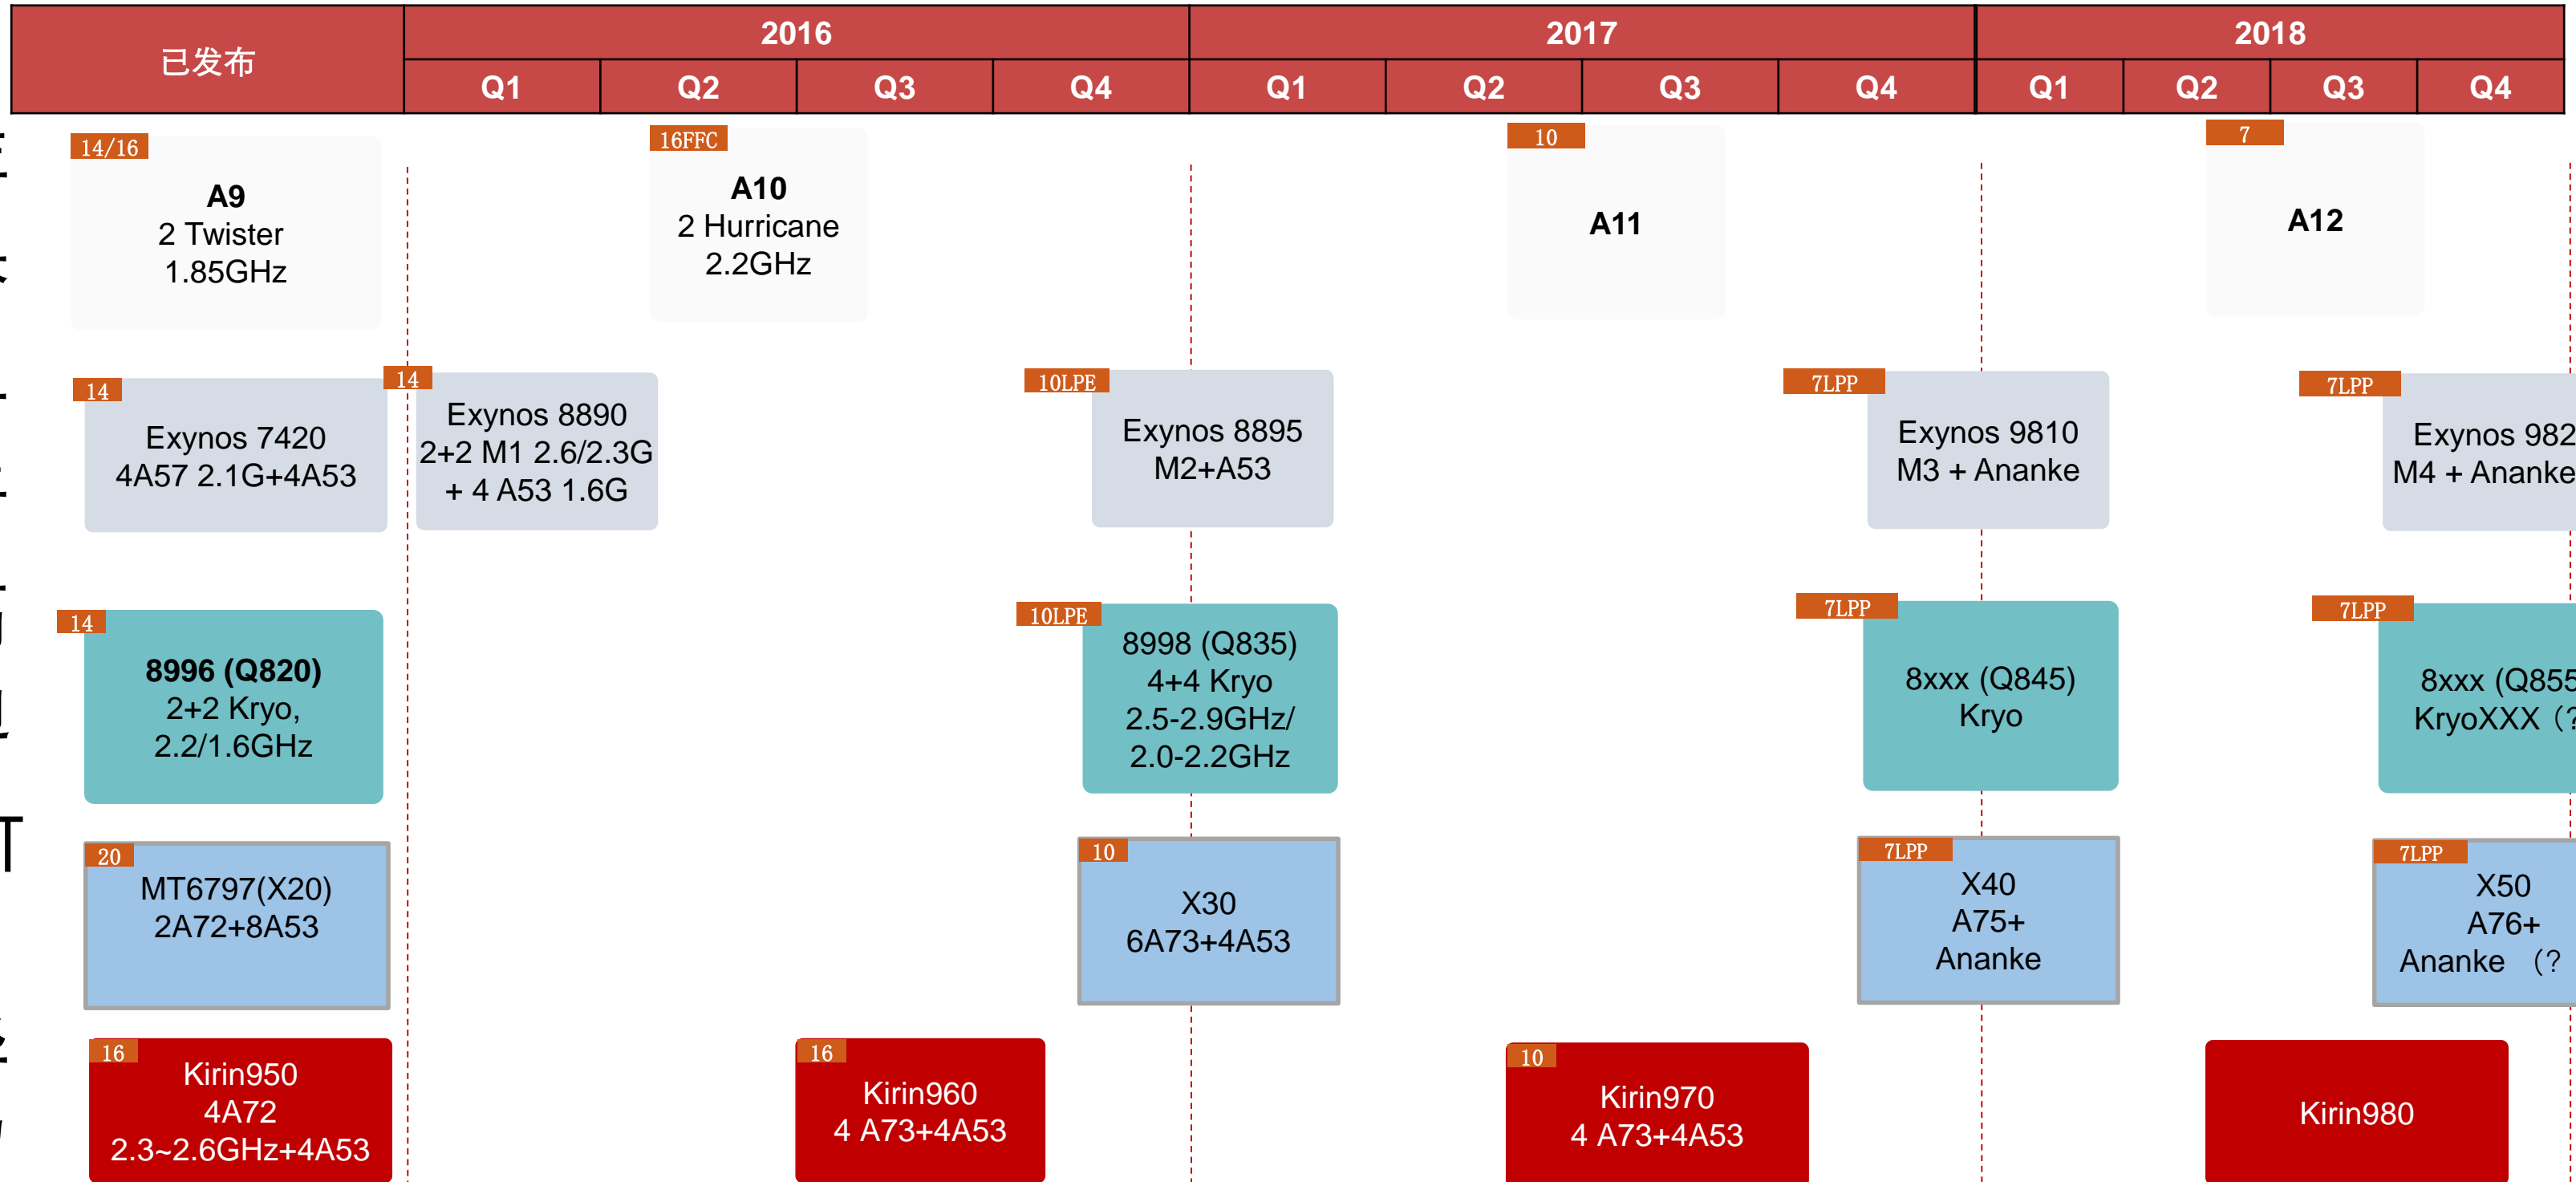 已发布
2016
2017
2018
Q1
Q2
Q3
Q4
Q1
Q2
Q3
Q4
Q1
Q2
Q3
Q4
14/16
A9
2 Twister
1.85GHz
16FFC
A10
2 Hurricane
2.2GHz
10
A11
7
A12
14
Exynos 7420
4A57 2.1G+4A53
14
Exynos 8890
2+2 M1 2.6/2.3G
+ 4 A53 1.6G
10LPE
Exynos 8895
M2+A53
7LPP
Exynos 9810
M3 + Ananke
7LPP
Exynos 982
M4 + Ananke
14
8996 (Q820)
2+2 Kryo,
2.2/1.6GHz
10LPE
8998 (Q835)
4+4 Kryo
2.5-2.9GHz/
2.0-2.2GHz
7LPP
8xxx (Q845)
Kryo
7LPP
8xxx (Q855
KryoXXX（?
T
20
MT6797(X20)
2A72+8A53
10
X30
6A73+4A53
7LPP
X40
A75+
Ananke
7LPP
X50
A76+
Ananke （?
16
Kirin950
4A72
2.3~2.6GHz+4A53
16
Kirin960
4 A73+4A53
10
Kirin970
4 A73+4A53
Kirin980